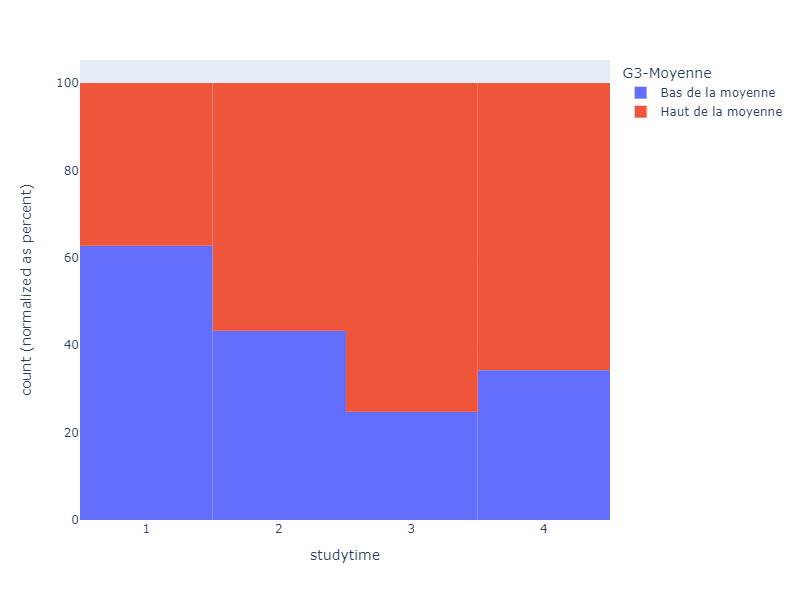 G3-Moyenne
Bas de la moyenne
Haut de la moyenne
100
80
60
40
20
0
count (normalized as percent)
1 2 3 4
studytime